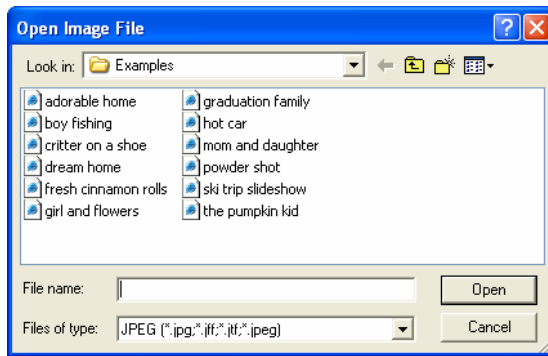 Open Image File
Look in: Examples
adorable home
boy fishing
critter on a shoe
dream home
fresh cinnamon rolls
girl and flowers
graduation family
hot car
mom and daughter
powder shot
ski trip slideshow
the pumpkin kid
File name:
Open
Files of type: JPEG (*.jpg;*.jff;*.jtf;*.jpeg)
Cancel